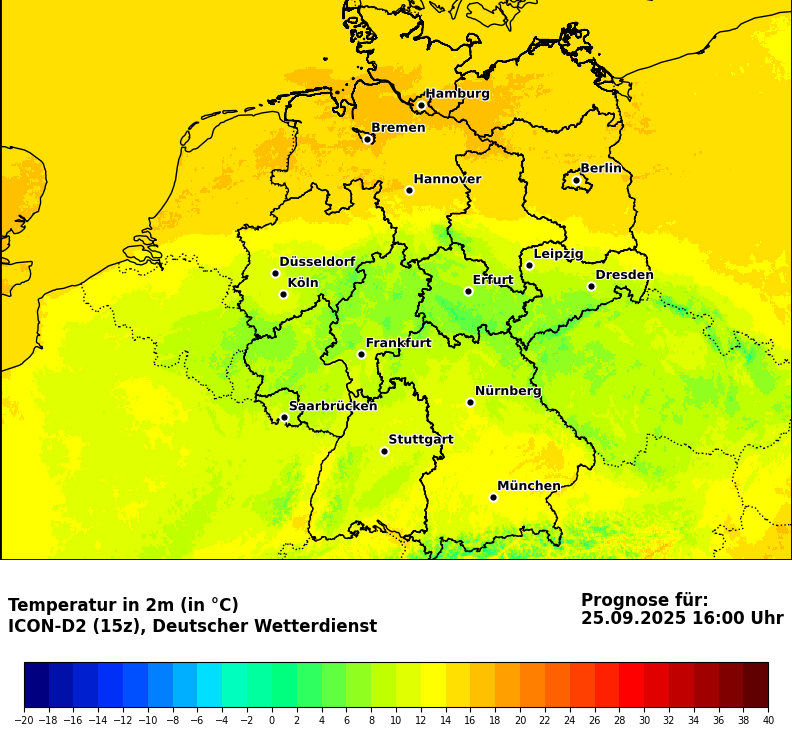 Hamburg
Bremen
Berlin
Hannover
Leipzig
Düsseldorf
Dresden
Köln
Erfurt
Frankfurt
Nürnberg
Saarbrücken
Stuttgart
München
Temperatur in 2m (in °C)
ICON-D2 (15z), Deutscher Wetterdienst
Prognose für:
25.09.2025 16:00 Uhr
−20 −18 −16 −14 −12 −10 −8 −6 −4 −2 0 2 4 6 8 10 12 14 16 18 20 22 24 26 28 30 32 34 36 38 40